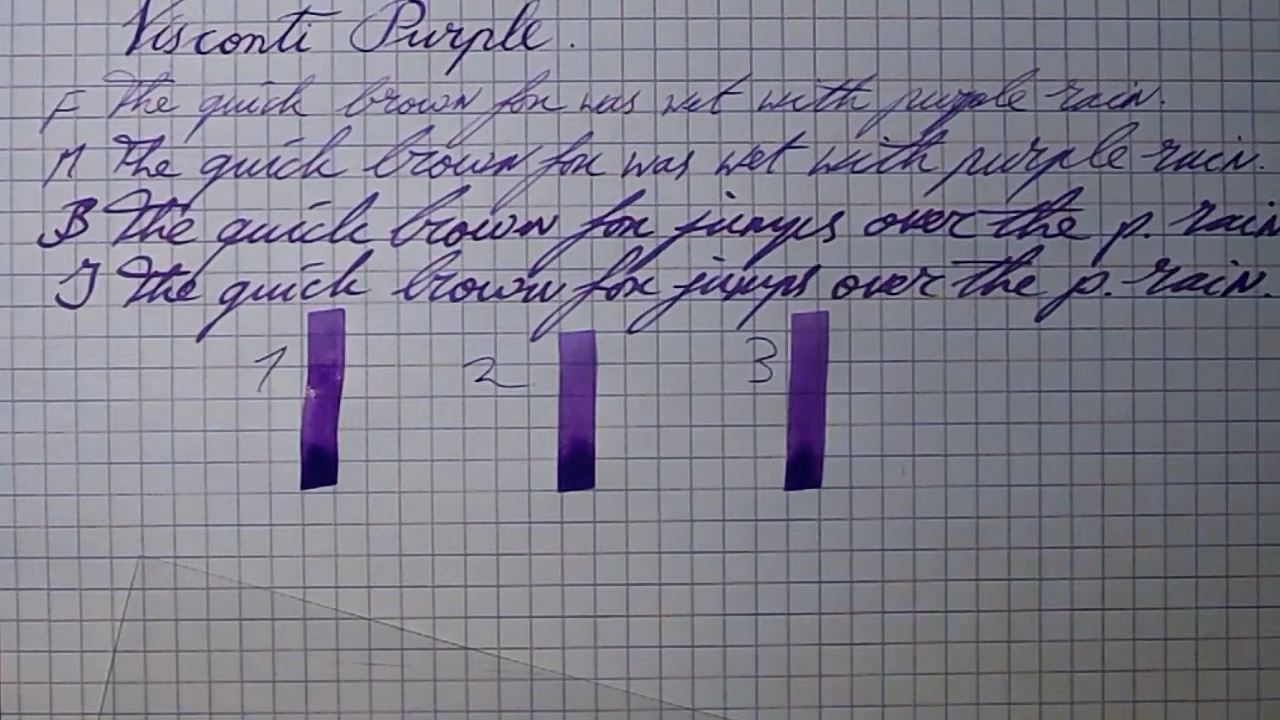 Visconti Purple.
F The quick brown fox was wet with purple rain.
M The quick brown fox was wet with purple rain.
B The quick brown fox jumps over the p. rain
J The quick brown fox jumps over the p. rain.
1 2 3